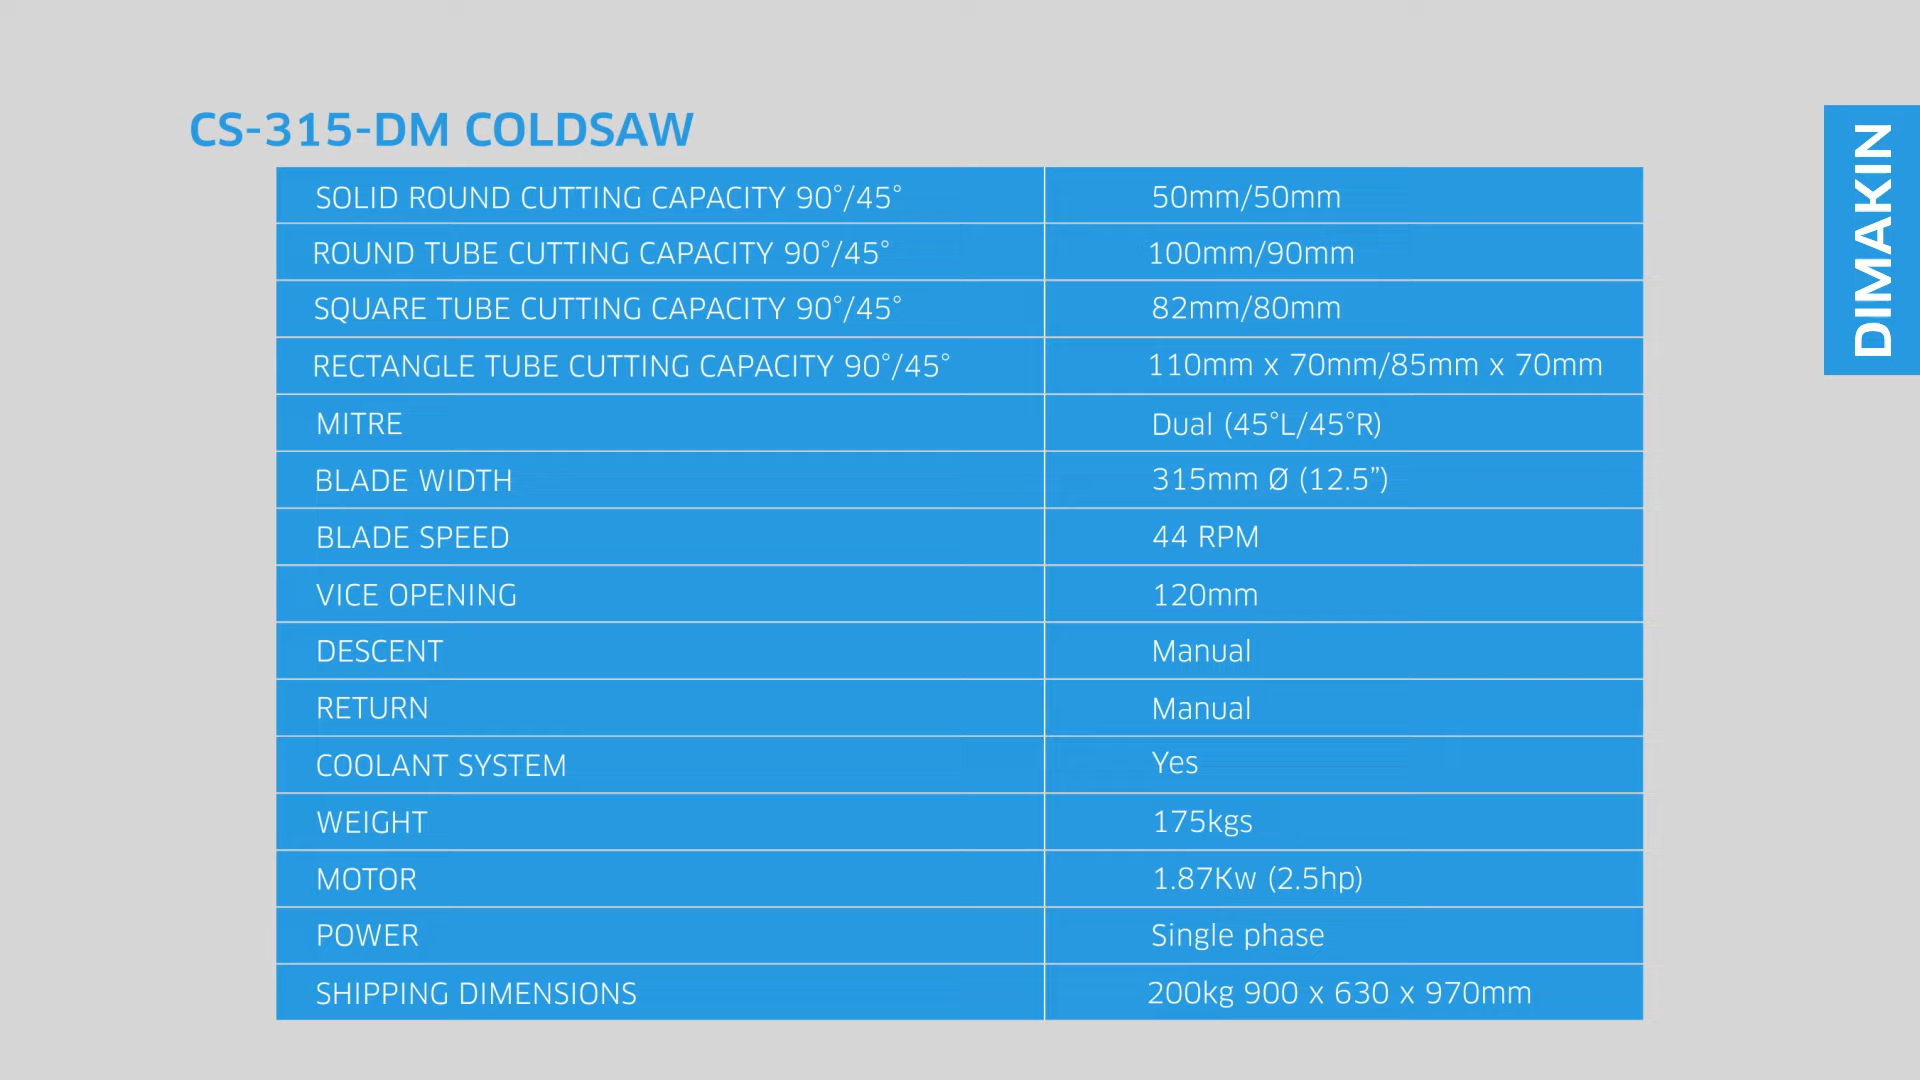 CS-315-DM COLDSAW
DIMAKIN
SOLID ROUND CUTTING CAPACITY 90°/45° 50mm/50mm
ROUND TUBE CUTTING CAPACITY 90°/45° 100mm/90mm
SQUARE TUBE CUTTING CAPACITY 90°/45° 82mm/80mm
RECTANGLE TUBE CUTTING CAPACITY 90°/45° 110mm x 70mm/85mm x 70mm
MITRE Dual (45°L/45°R)
BLADE WIDTH 315mm Ø (12.5”)
BLADE SPEED 44 RPM
VICE OPENING 120mm
DESCENT Manual
RETURN Manual
COOLANT SYSTEM Yes
WEIGHT 175kgs
MOTOR 1.87Kw (2.5hp)
POWER Single phase
SHIPPING DIMENSIONS 200kg 900 x 630 x 970mm